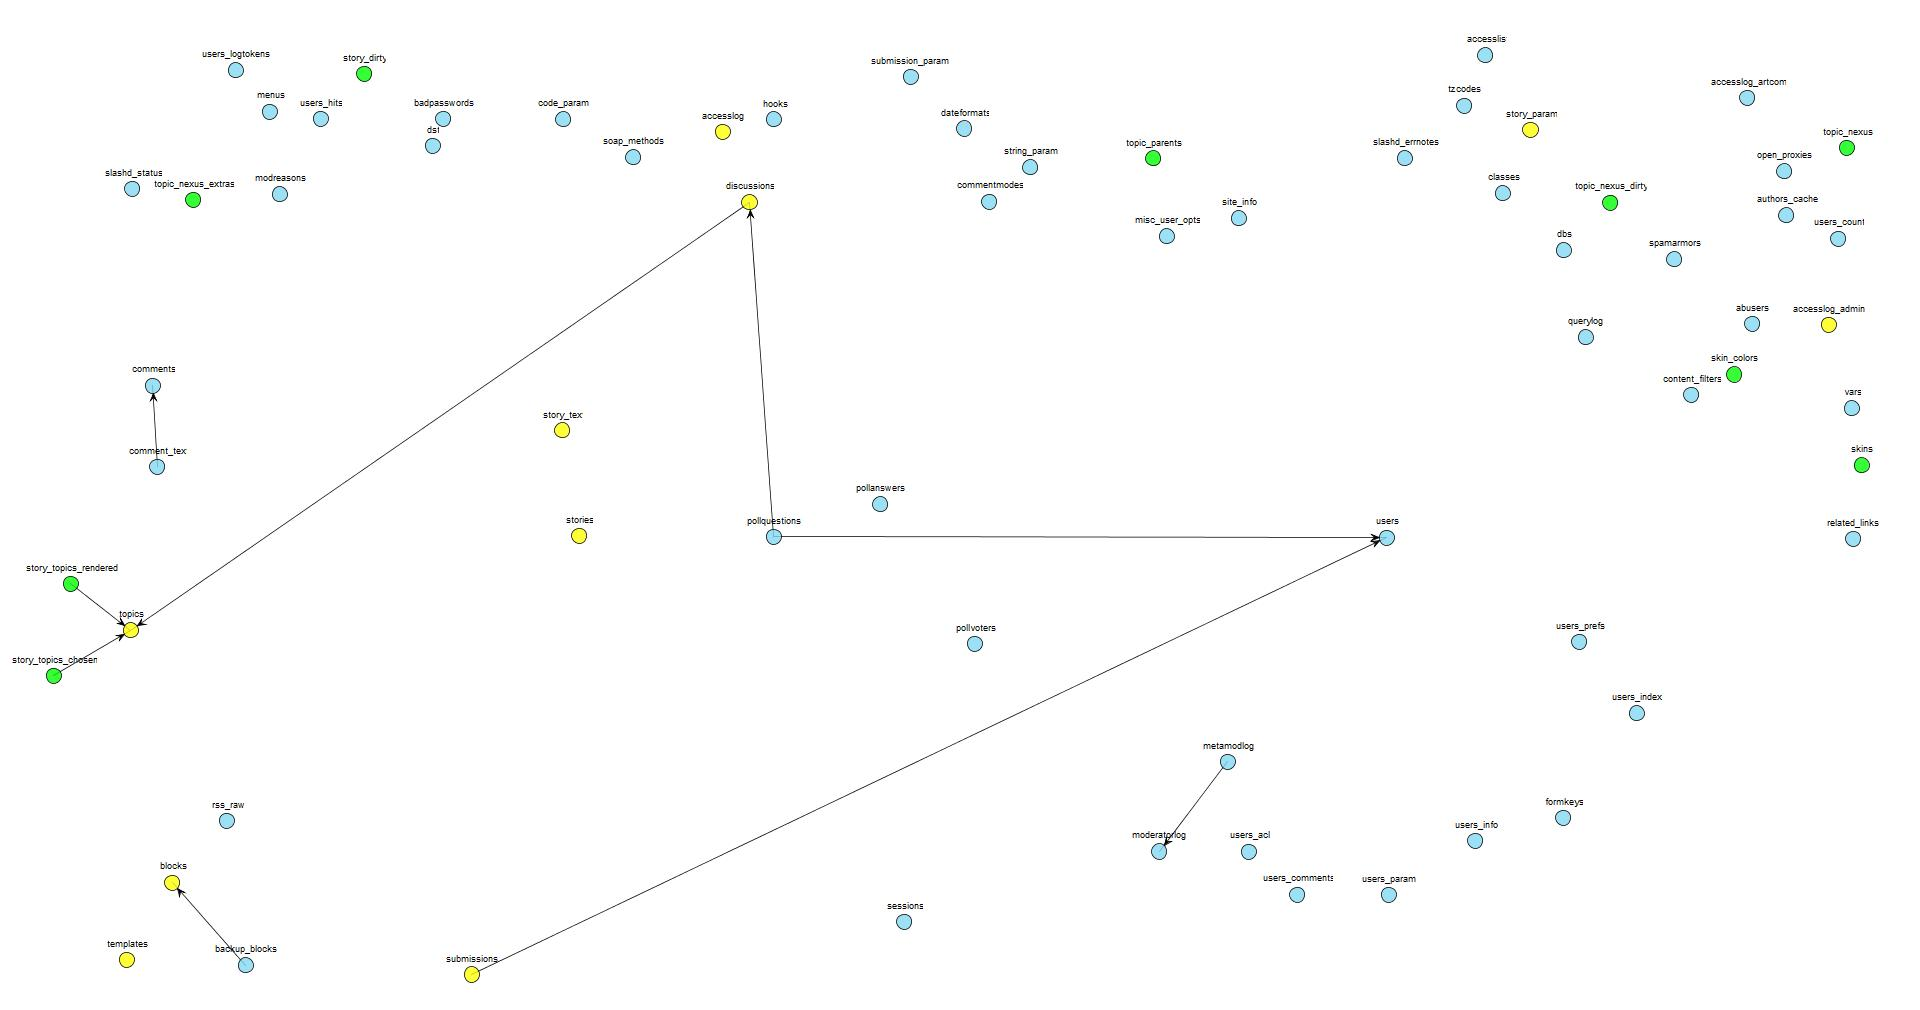 accesslis
users_logtokens
story_dirty
submission_param
accesslog_artcom
tzcodes
menus
users_hits
badpasswords
code_param
hooks
accesslog
dateformats
story_param
dst
topic_nexus
soap_methods
topic_parents
slashd_errnotes
string_param
open_proxies
slashd_status
topic_nexus_extras
modreasons
discussions
commentmodes
classes
topic_nexus_dirty
authors_cache
site_info
misc_user_opts
users_count
dbs
spamarmors
abusers
accesslog_admin
querylog
skin_colors
comments
content_filters
vars
story_tex
comment_tex
skins
pollanswers
stories
pollquestions
users
related_links
story_topics_rendered
topics
pollvoters
users_prefs
story_topics_chosen
users_index
metamodlog
rss_raw
formkeys
moderatorlog
users_acl
users_info
blocks
users_comments
users_param
sessions
templates
backup_blocks
submissions